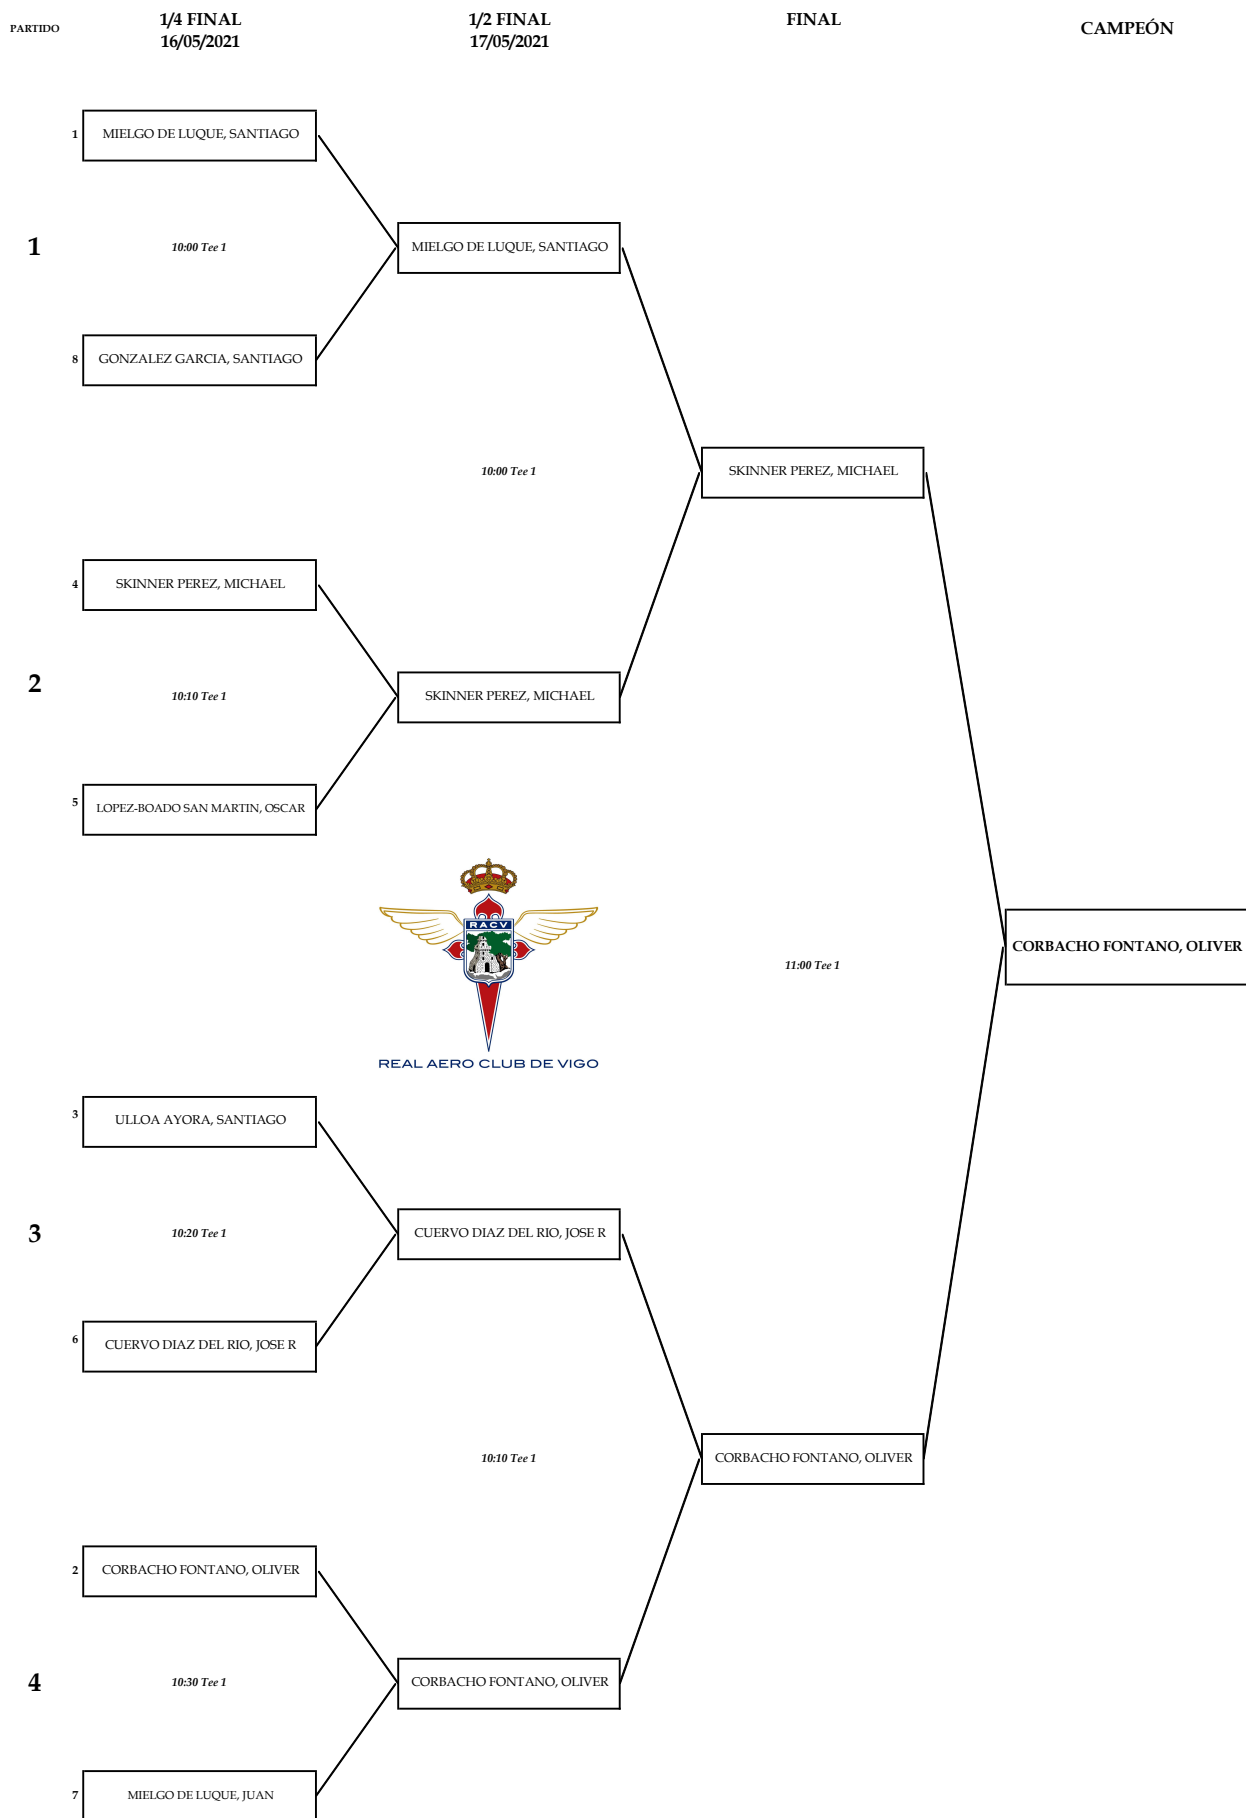 PARTIDO
1/4 FINAL
16/05/2021
1/2 FINAL
17/05/2021
FINAL
CAMPEÓN
1 MIELGO DE LUQUE, SANTIAGO
1 10:00 Tee 1 MIELGO DE LUQUE, SANTIAGO
8 GONZALEZ GARCIA, SANTIAGO
10:00 Tee 1 SKINNER PEREZ, MICHAEL
4 SKINNER PEREZ, MICHAEL
2 10:10 Tee 1 SKINNER PEREZ, MICHAEL
5 LOPEZ-BOADO SAN MARTIN, OSCAR
RACV
CORBACHO FONTANO, OLIVER
11:00 Tee 1
REAL AERO CLUB DE VIGO
3 ULLOA AYORA, SANTIAGO
3 10:20 Tee 1 CUERVO DIAZ DEL RIO, JOSE R
6 CUERVO DIAZ DEL RIO, JOSE R
10:10 Tee 1 CORBACHO FONTANO, OLIVER
2 CORBACHO FONTANO, OLIVER
4 10:30 Tee 1 CORBACHO FONTANO, OLIVER
7 MIELGO DE LUQUE, JUAN